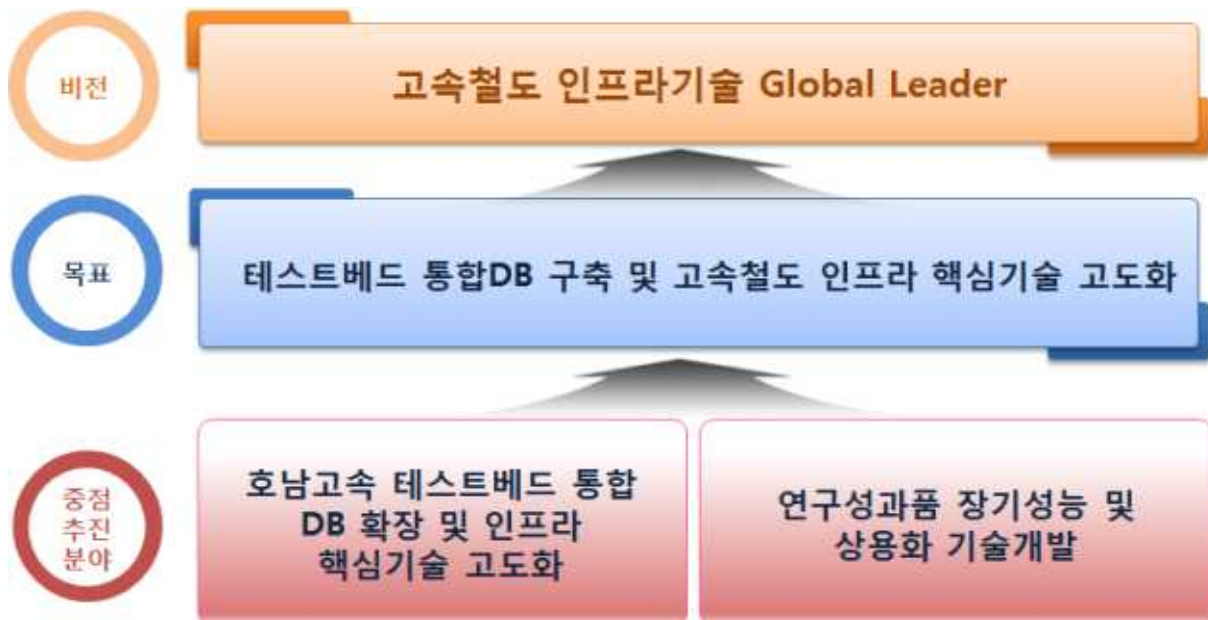 비전
고속철도 인프라기술 Global Leader
목표
테스트베드 통합DB 구축 및 고속철도 인프라 핵심기술 고도화
중점
추진
분야
호남고속 테스트베드 통합
DB 확장 및 인프라
핵심기술 고도화
연구성과품 장기성능 및
상용화 기술개발